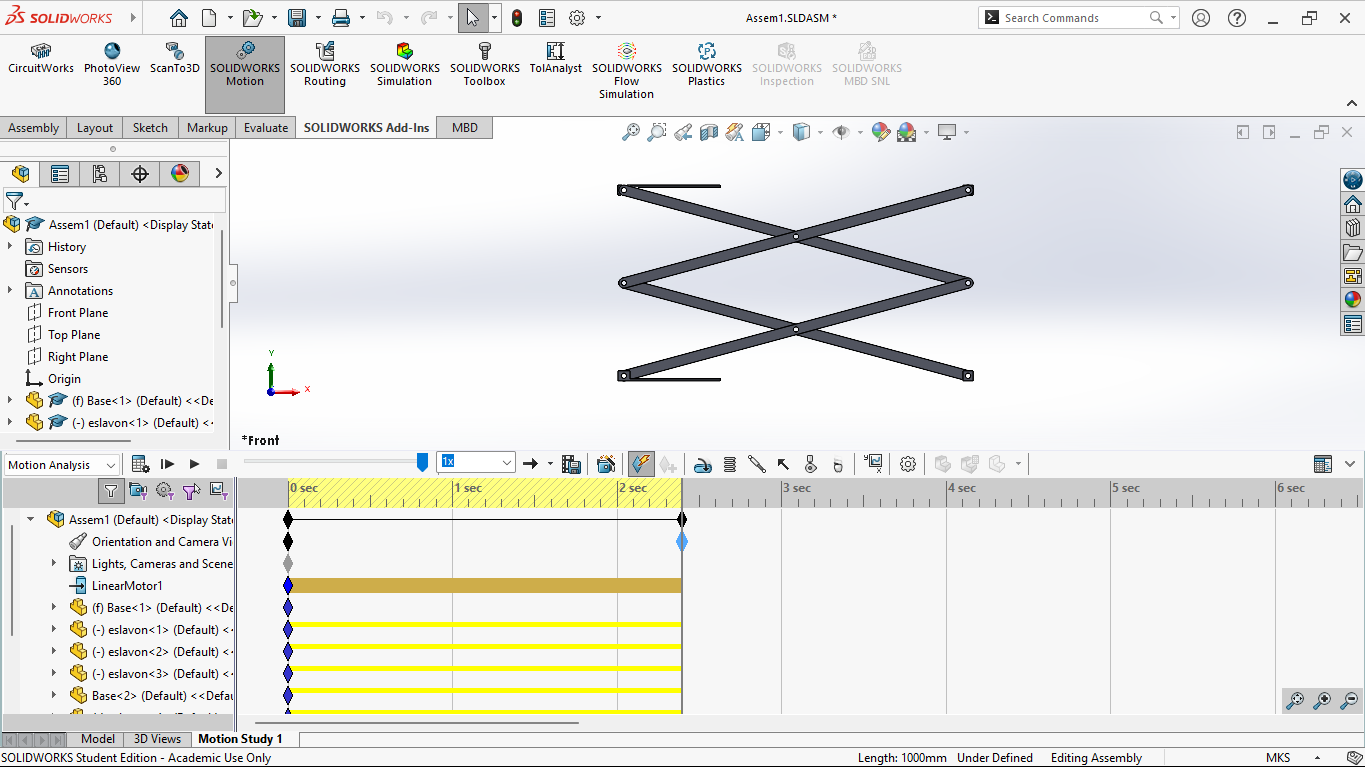 SOLIDWORKS
Assem1.SLDASM *
Search Commands
CircuitWorks
PhotoView 360
ScanTo3D
SOLIDWORKS Motion
SOLIDWORKS Routing
SOLIDWORKS Simulation
SOLIDWORKS Toolbox
TolAnalyst
SOLIDWORKS Flow Simulation
SOLIDWORKS Plastics
SOLIDWORKS Inspection
SOLIDWORKS MBD SNL
Assembly Layout Sketch Markup Evaluate SOLIDWORKS Add-Ins MBD
Assem1 (Default) <Display State
History
Sensors
Annotations
Front Plane
Top Plane
Right Plane
Origin
(f) Base<1> (Default) <<De
(-) eslavon<1> (Default) <
Y
X
*Front
Motion Analysis
1x
0 sec 1 sec 2 sec 3 sec 4 sec 5 sec 6 sec
Assem1 (Default) <Display State
Orientation and Camera Vi
Lights, Cameras and Scene
LinearMotor1
(f) Base<1> (Default) <<De
(-) eslavon<1> (Default) <
(-) eslavon<2> (Default) <
(-) eslavon<3> (Default) <
Base<2> (Default) <<Defau
Model 3D Views Motion Study 1
SOLIDWORKS Student Edition - Academic Use Only
Length: 1000mm Under Defined Editing Assembly MKS